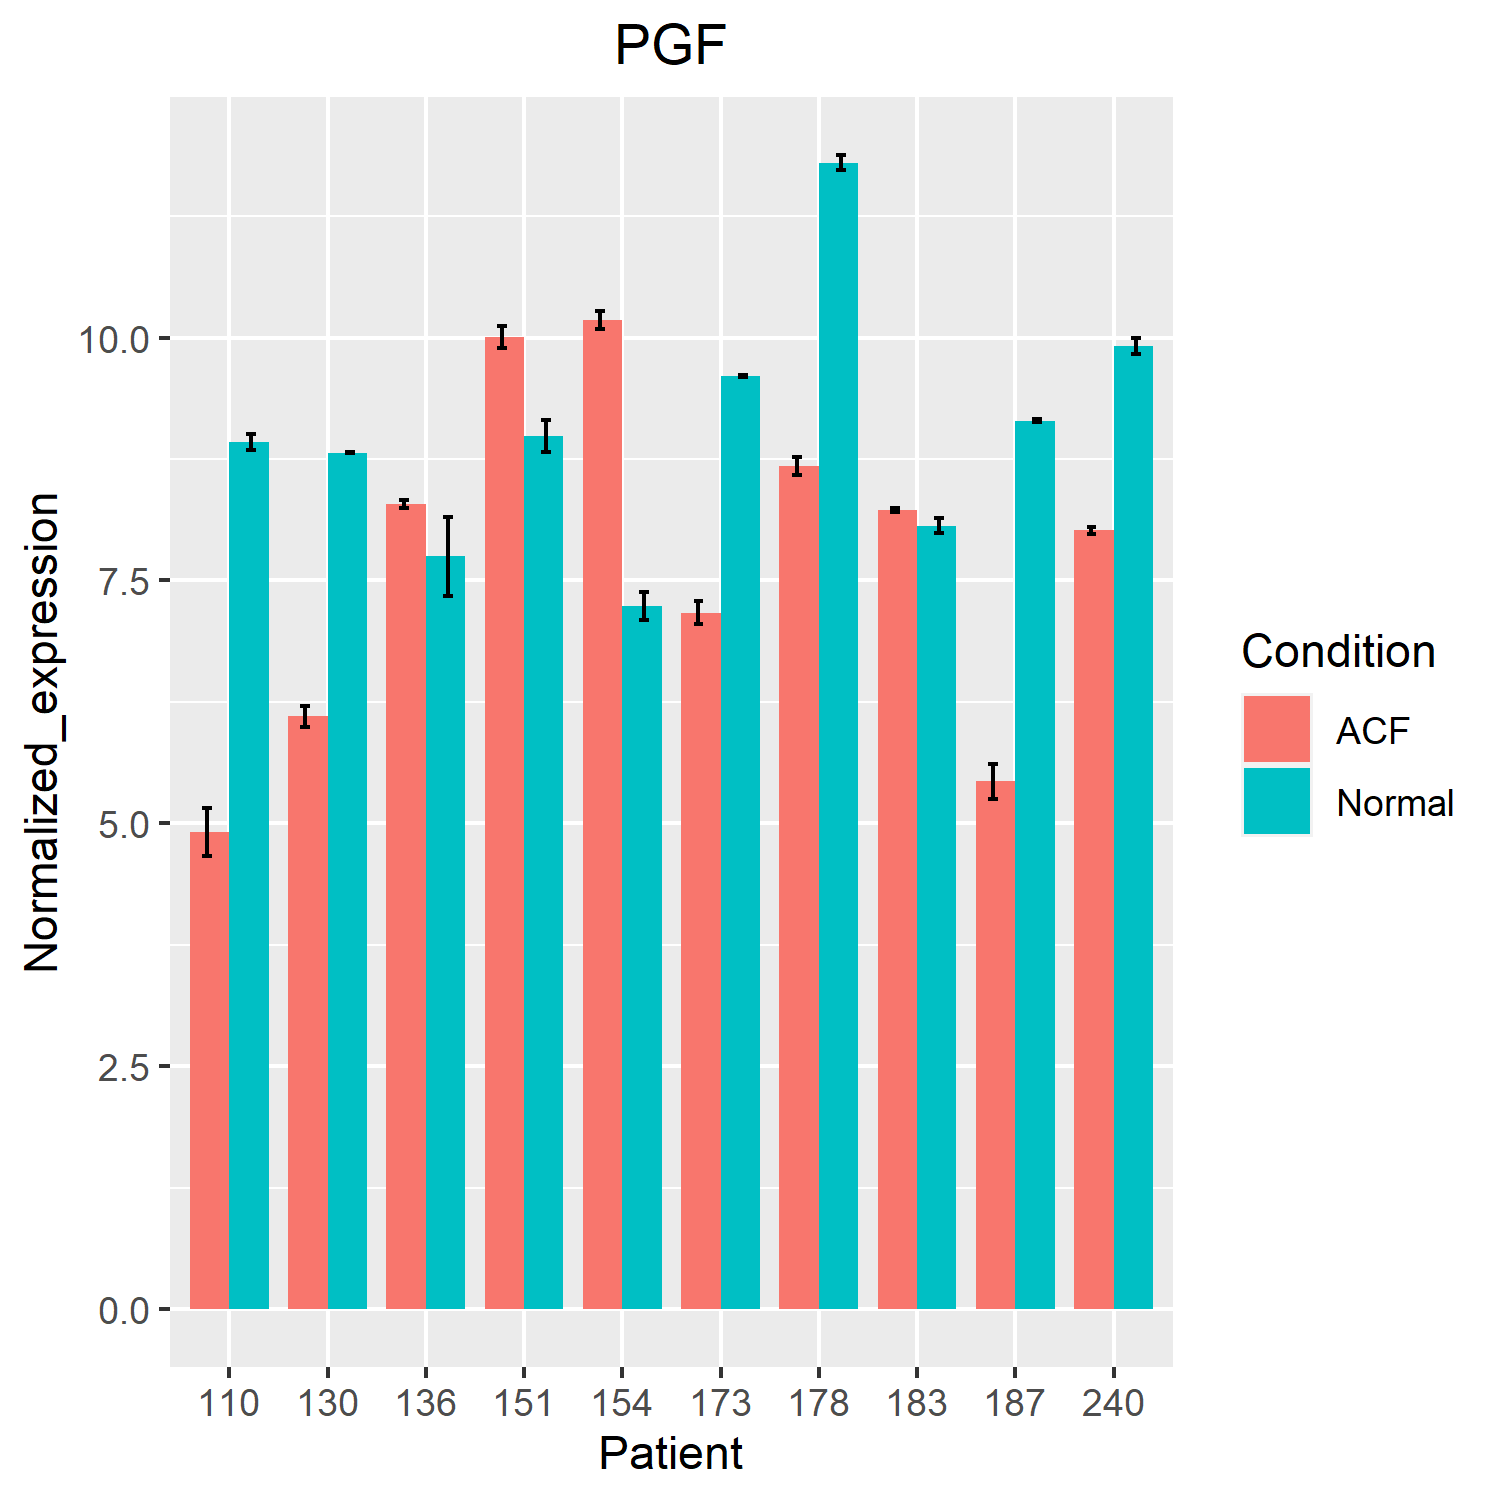 PGF
Normalized_expression
10.0
7.5
5.0
2.5
0.0
110 130 136 151 154 173 178 183 187 240
Patient
Condition
ACF
Normal